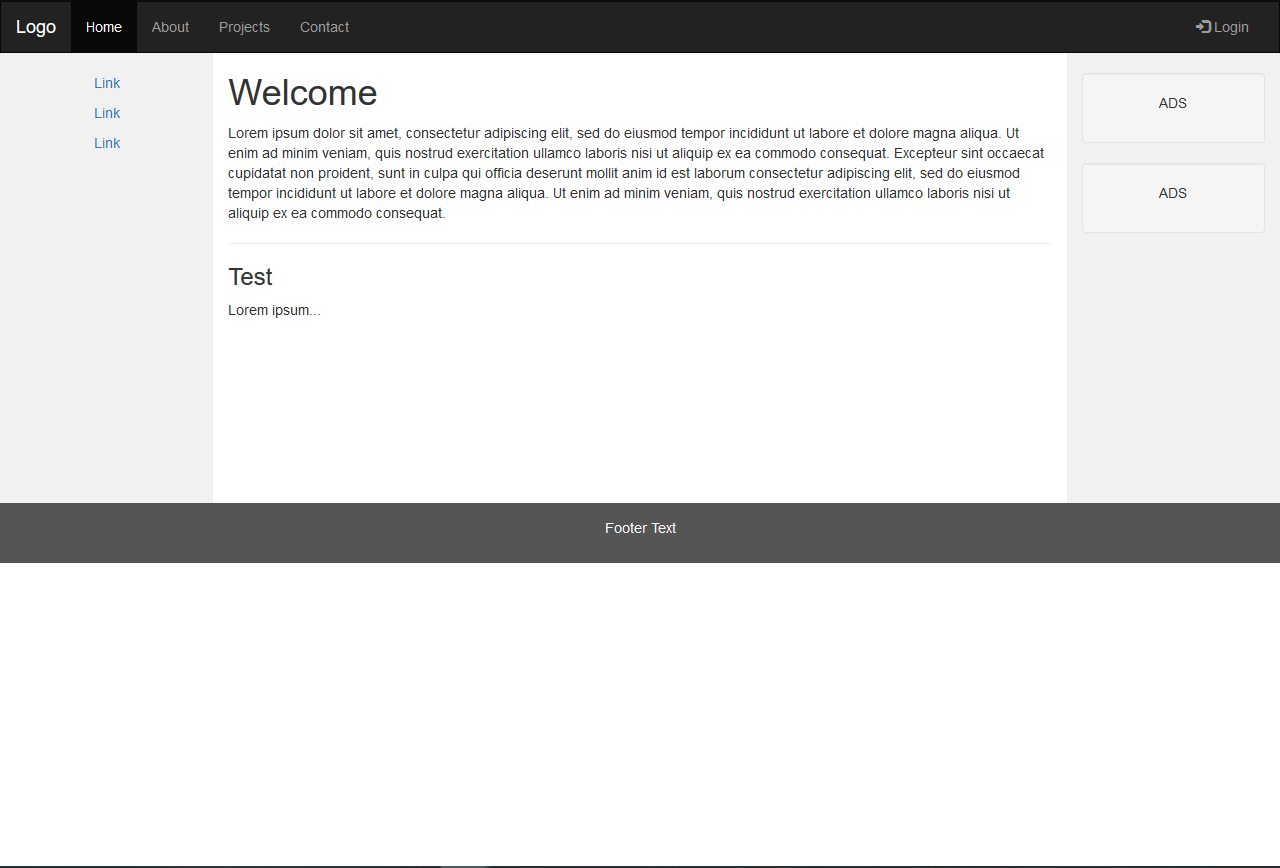 Logo
Home
About
Projects
Contact
Login
Link
Link
Link
Welcome
Lorem ipsum dolor sit amet, consectetur adipiscing elit, sed do eiusmod tempor incididunt ut labore et dolore magna aliqua. Ut
enim ad minim veniam, quis nostrud exercitation ullamco laboris nisi ut aliquip ex ea commodo consequat. Excepteur sint occaecat
cupidatat non proident, sunt in culpa qui officia deserunt mollit anim id est laborum consectetur adipiscing elit, sed do eiusmod
tempor incididunt ut labore et dolore magna aliqua. Ut enim ad minim veniam, quis nostrud exercitation ullamco laboris nisi ut
aliquip ex ea commodo consequat.
Test
Lorem ipsum...
ADS
ADS
Footer Text